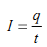 I = q/t